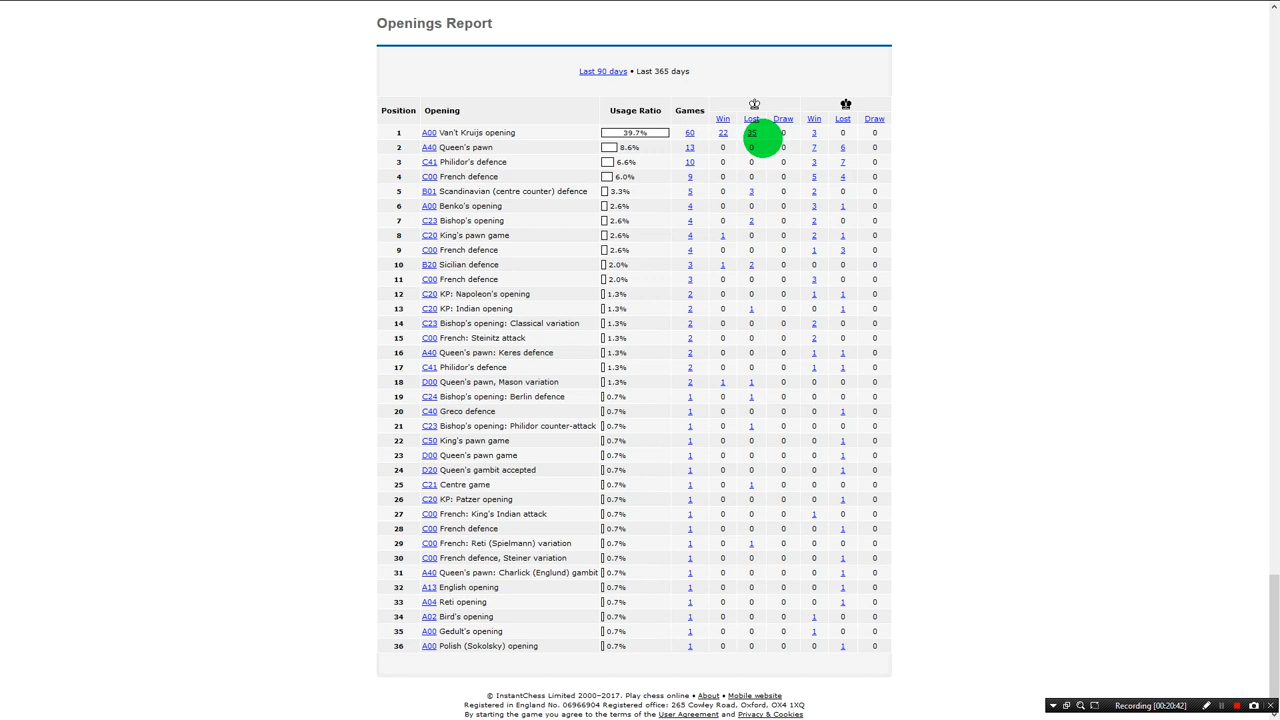 Openings Report
Last 90 days • Last 365 days
Position Opening Usage Ratio Games ♔ ♚
Win Lost Draw Win Lost Draw
1 A00 Van't Kruijs opening 39.7% 60 22 35 0 3 0 0
2 A40 Queen's pawn 8.6% 13 0 0 0 7 6 0
3 C41 Philidor's defence 6.6% 10 0 0 0 3 7 0
4 C00 French defence 6.0% 9 0 0 0 5 4 0
5 B01 Scandinavian (centre counter) defence 3.3% 5 0 3 0 2 0 0
6 A00 Benko's opening 2.6% 4 0 0 0 3 1 0
7 C23 Bishop's opening 2.6% 4 0 2 0 2 0 0
8 C20 King's pawn game 2.6% 4 1 0 0 2 1 0
9 C00 French defence 2.6% 4 0 0 0 1 3 0
10 B20 Sicilian defence 2.0% 3 1 2 0 0 0 0
11 C00 French defence 2.0% 3 0 0 0 3 0 0
12 C20 KP: Napoleon's opening 1.3% 2 0 0 0 1 1 0
13 C20 KP: Indian opening 1.3% 2 0 1 0 0 1 0
14 C23 Bishop's opening: Classical variation 1.3% 2 0 0 0 2 0 0
15 C00 French: Steinitz attack 1.3% 2 0 0 0 2 0 0
16 A40 Queen's pawn: Keres defence 1.3% 2 0 0 0 1 1 0
17 C41 Philidor's defence 1.3% 2 0 0 0 1 1 0
18 D00 Queen's pawn, Mason variation 1.3% 2 1 1 0 0 0 0
19 C24 Bishop's opening: Berlin defence 0.7% 1 0 1 0 0 0 0
20 C40 Greco defence 0.7% 1 0 0 0 0 1 0
21 C23 Bishop's opening: Philidor counter-attack 0.7% 1 0 1 0 0 0 0
22 C50 King's pawn game 0.7% 1 0 0 0 0 1 0
23 D00 Queen's pawn game 0.7% 1 0 0 0 0 1 0
24 D20 Queen's gambit accepted 0.7% 1 0 0 0 0 1 0
25 C21 Centre game 0.7% 1 0 1 0 0 0 0
26 C20 KP: Patzer opening 0.7% 1 0 0 0 0 1 0
27 C00 French: King's Indian attack 0.7% 1 0 0 0 1 0 0
28 C00 French defence 0.7% 1 0 0 0 0 1 0
29 C00 French: Reti (Spielmann) variation 0.7% 1 0 1 0 0 0 0
30 C00 French defence, Steiner variation 0.7% 1 0 0 0 0 1 0
31 A40 Queen's pawn: Charlick (Englund) gambit 0.7% 1 0 0 0 0 1 0
32 A13 English opening 0.7% 1 0 0 0 0 1 0
33 A04 Reti opening 0.7% 1 0 0 0 0 1 0
34 A02 Bird's opening 0.7% 1 0 0 0 1 0 0
35 A00 Gedult's opening 0.7% 1 0 0 0 1 0 0
36 A00 Polish (Sokolsky) opening 0.7% 1 0 0 0 0 1 0
© InstantChess Limited 2000–2017. Play chess online • About • Mobile website
Registered in England No. 06966904 Registered office: 265 Cowley Road, Oxford, OX4 1XQ
By starting the game you agree to the terms of the User Agreement and Privacy & Cookies
Recording [00:20:42]